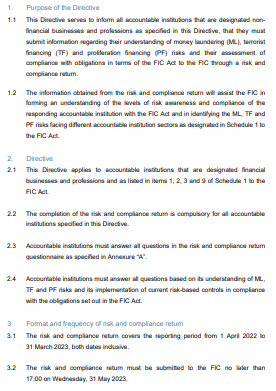 1. Purpose of the Directive
1.1 This Directive serves to inform all accountable institutions that are designated non-
financial business and professions as specified in this Directive, that they must
submit information regarding their understanding of money laundering (ML), terrorist
financing (TF) and proliferation financing (PF) risks and their assessment of
compliance with obligations in terms of the FIC Act to the FIC through a risk and
compliance return.
1.2 The information obtained from the risk and compliance return will assist the FIC in
forming an understanding of the levels of risk awareness and compliance of the
responding accountable institution with the FIC Act and in identifying the ML, TF and
PF risks facing different accountable institution sectors as designated in Schedule 1 to
the FIC Act.
2. Directive
2.1 This Directive applies to accountable institutions that are designated financial
businesses and professions and as listed in items 1, 2, 3 and 9 of Schedule 1 to the
FIC Act.
2.2 The completion of the risk and compliance return is compulsory for all accountable
institutions specified in this Directive.
2.3 Accountable institutions must answer all questions in the risk and compliance return
questionnaire as specified in Annexure "A".
2.4 Accountable institutions must answer all questions based on its understanding of ML,
TF and PF risks and its implementation of current risk-based controls in compliance
with the obligations set out in the FIC Act.
3 Format and frequency of risk and compliance return
3.1 The risk and compliance return covers the reporting period from 1 April 2022 to
31 March 2023, both dates inclusive.
3.2 The risk and compliance return must be submitted to the FIC no later than
17:00 on Wednesday, 31 May 2023.